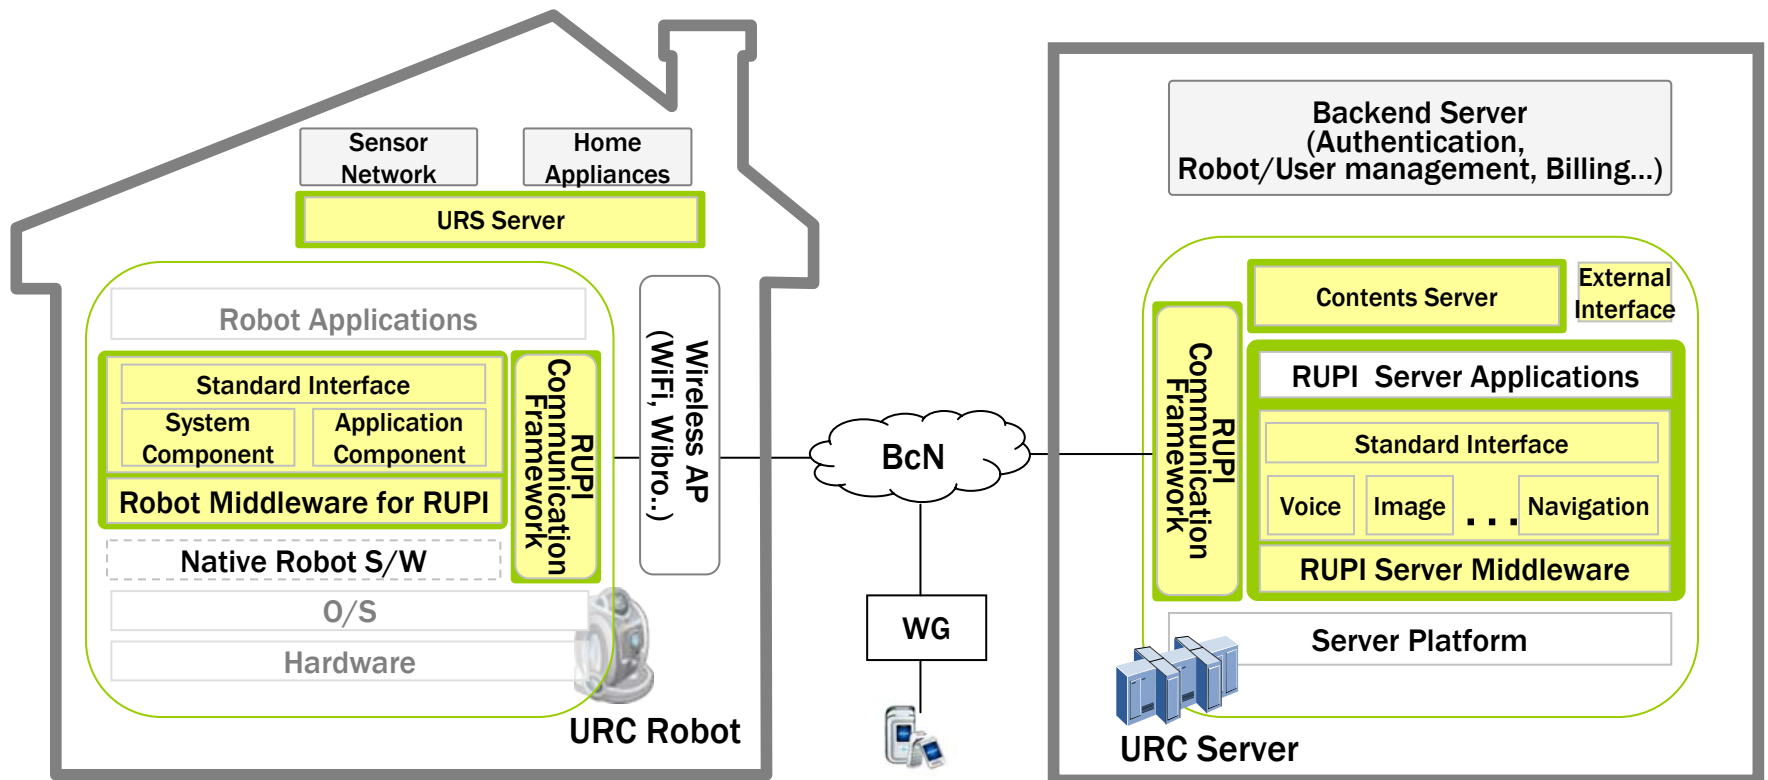 Sensor
Network
Home
Appliances
URS Server
Robot Applications
Standard Interface
System
Component
Application
Component
Robot Middleware for RUPI
RUPI
Communication
Framework
Native Robot S/W
O/S
Hardware
URC Robot
Wireless AP
(WiFi, Wibro..)
BcN
WG
Backend Server
(Authentication,
Robot/User management, Billing...)
Contents Server
External
Interface
RUPI
Communication
Framework
RUPI Server Applications
Standard Interface
Voice
Image
...
Navigation
RUPI Server Middleware
Server Platform
URC Server